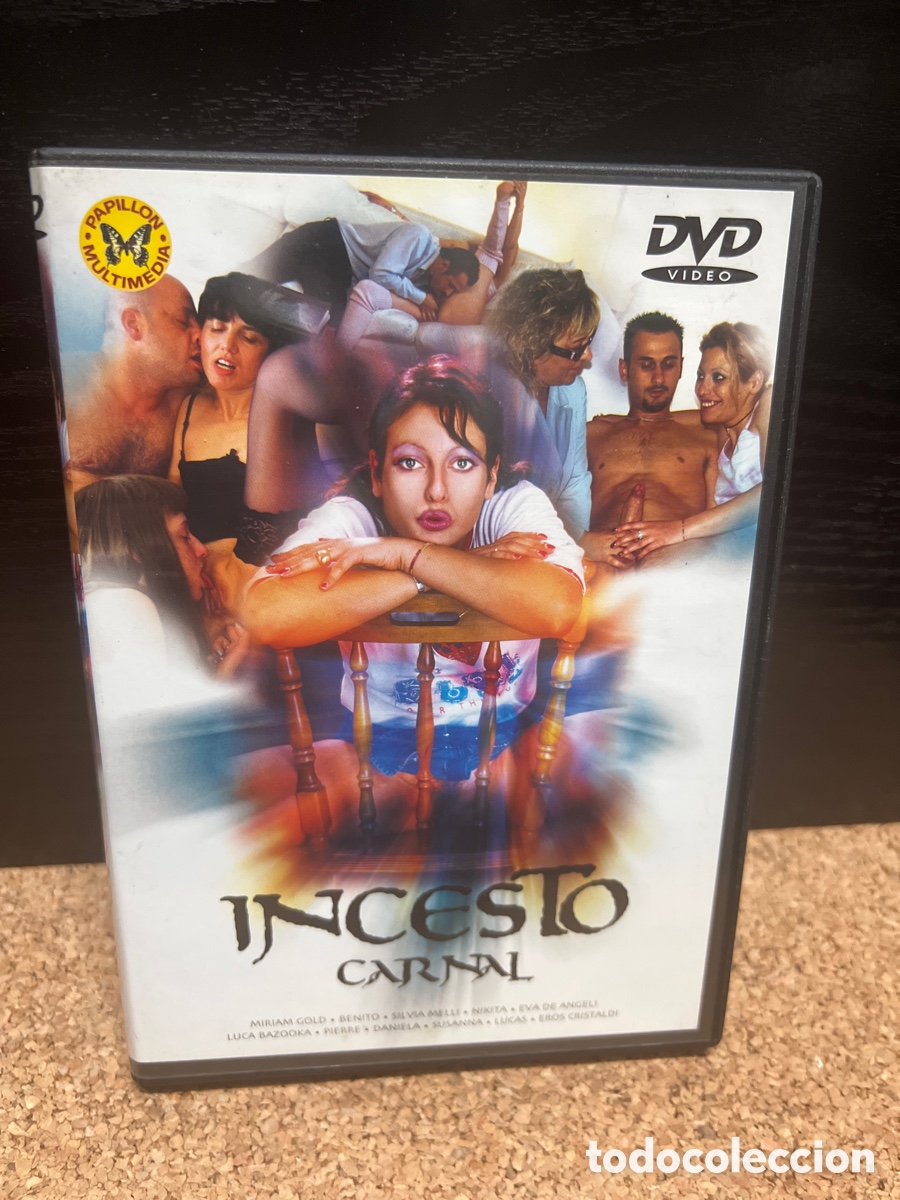 PAPILLON
MULTIMEDIA
DVD
VIDEO
INCESTO
CARNAL
MIRIAM GOLD • BENITO • SILVIA MELLI • NIKITA • EVA DE ANGELI
LUCA BAZOOKA • PIERRE • DANIELA • SUSANNA • LUCAS • EROS CRISTALDI
todocoleccion